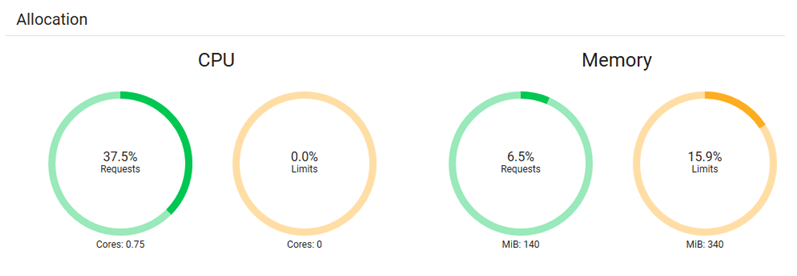 Allocation
CPU
Memory
37.5%
Requests
0.0%
Limits
6.5%
Requests
15.9%
Limits
Cores: 0.75
Cores: 0
MiB: 140
MiB: 340